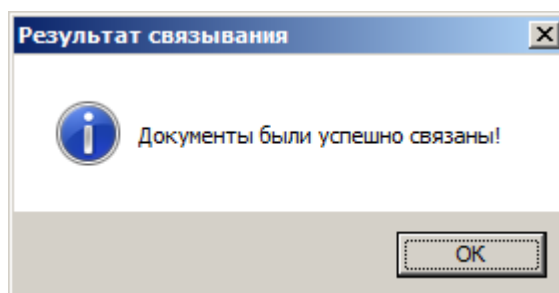 Результат связывания
Документы были успешно связаны!
OK